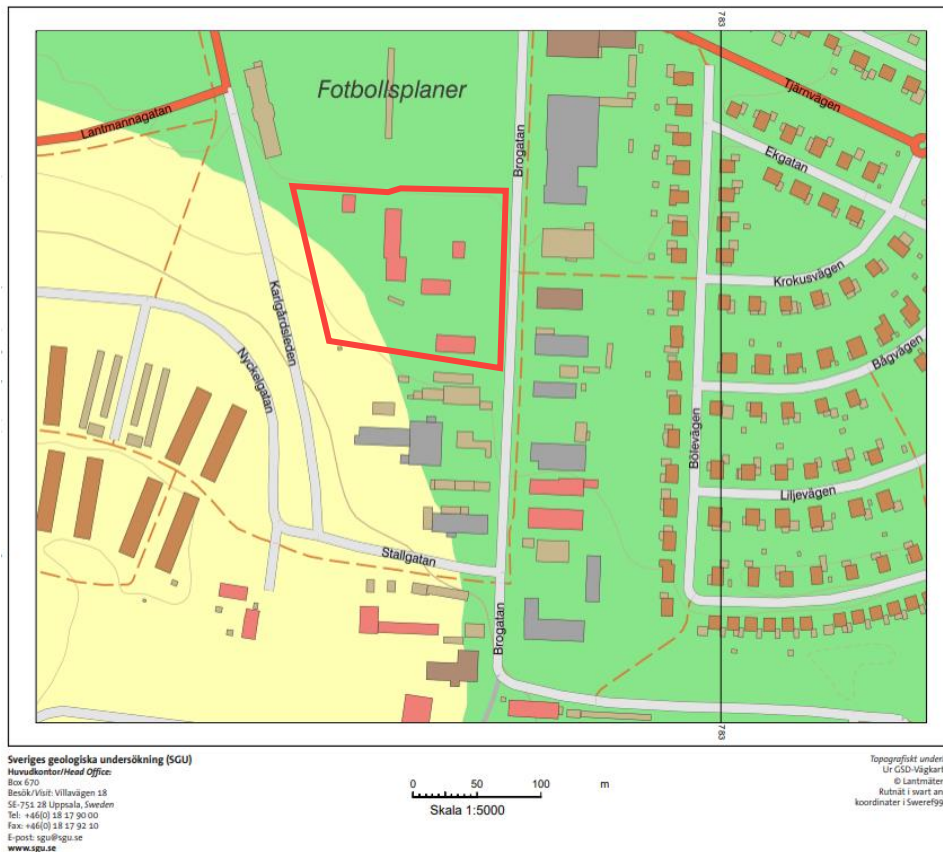 783
Fotbollsplaner
Lantmannagatan
Brogatan
Tjärnvägen
Ekgatan
Krokusvägen
Karlgårdsleden
Nyckelgatan
Bågvägen
Bölevägen
Liljevägen
Stallgatan
Brogatan
783
Sveriges geologiska undersökning (SGU)
Huvudkontor/Head Office:
Box 670
Besök/Visit: Villavägen 18
SE-751 28 Uppsala, Sweden
Tel: +46(0) 18 17 90 00
Fax: +46(0) 18 17 92 10
E-post: sgu@sgu.se
www.sgu.se
0 50 100 m
Skala 1:5000
Topografiskt under
Ur GSD-Vägkart
© Lantmäter
Rutnät i svart an
koordinater i Sweref99